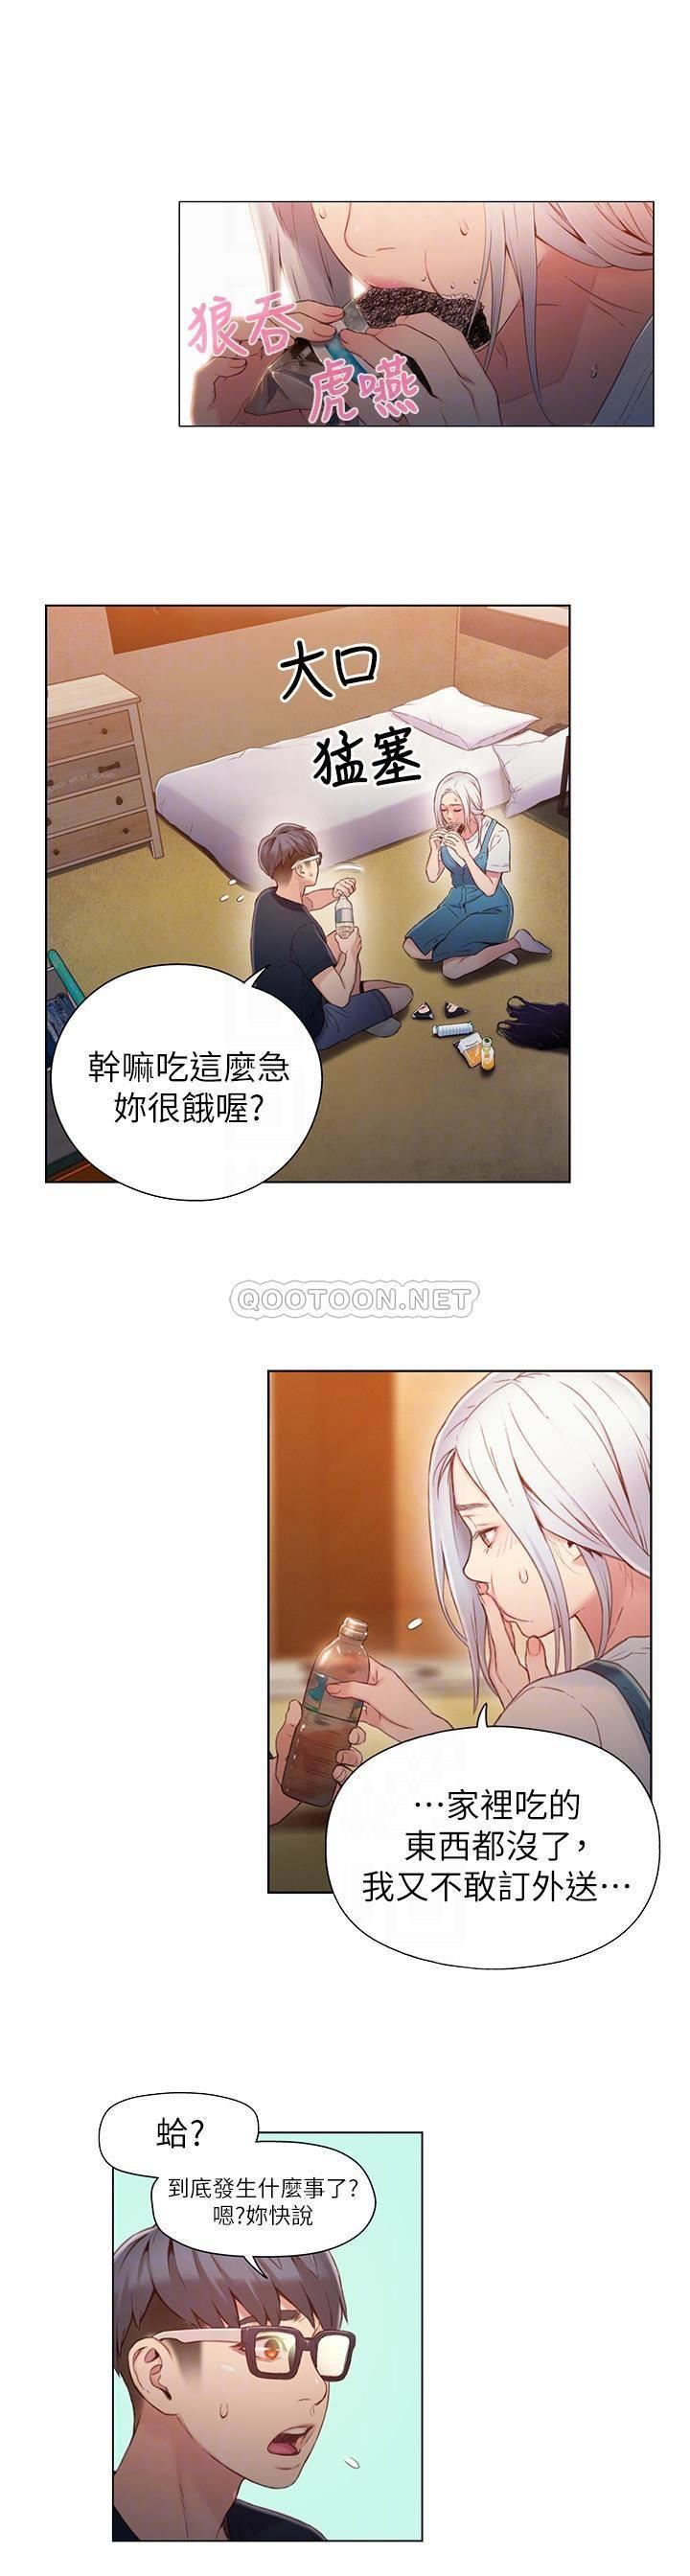 狼吞
虎嚥
大口
猛塞
幹嘛吃這麼急
妳很餓喔?
QOOTOON.NET
…家裡吃的
東西都沒了,
我又不敢訂外送…
蛤?
到底發生什麼事了?
嗯?妳快說